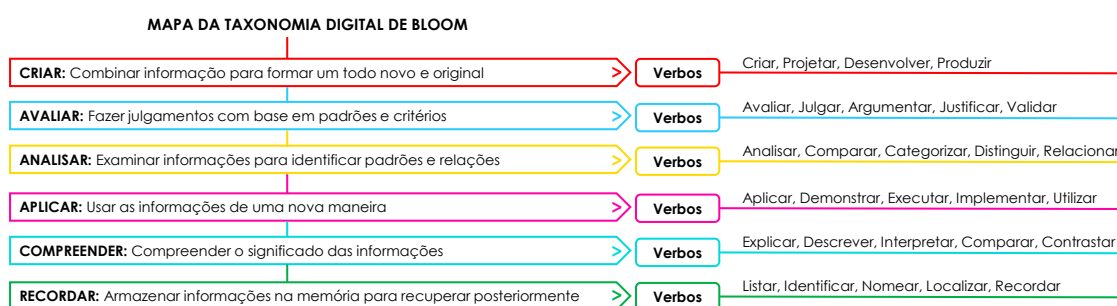 MAPA DA TAXONOMIA DIGITAL DE BLOOM
CRIAR: Combinar informação para formar um todo novo e original > Verbos Criar, Projetar, Desenvolver, Produzir
AVALIAR: Fazer julgamentos com base em padrões e critérios > Verbos Avaliar, Julgar, Argumentar, Justificar, Validar
ANALISAR: Examinar informações para identificar padrões e relações > Verbos Analisar, Comparar, Categorizar, Distinguir, Relacionar
APLICAR: Usar as informações de uma nova maneira > Verbos Aplicar, Demonstrar, Executar, Implementar, Utilizar
COMPREENDER: Compreender o significado das informações > Verbos Explicar, Descrever, Interpretar, Comparar, Contrastar
RECORDAR: Armazenar informações na memória para recuperar posteriormente > Verbos Listar, Identificar, Nomear, Localizar, Recordar